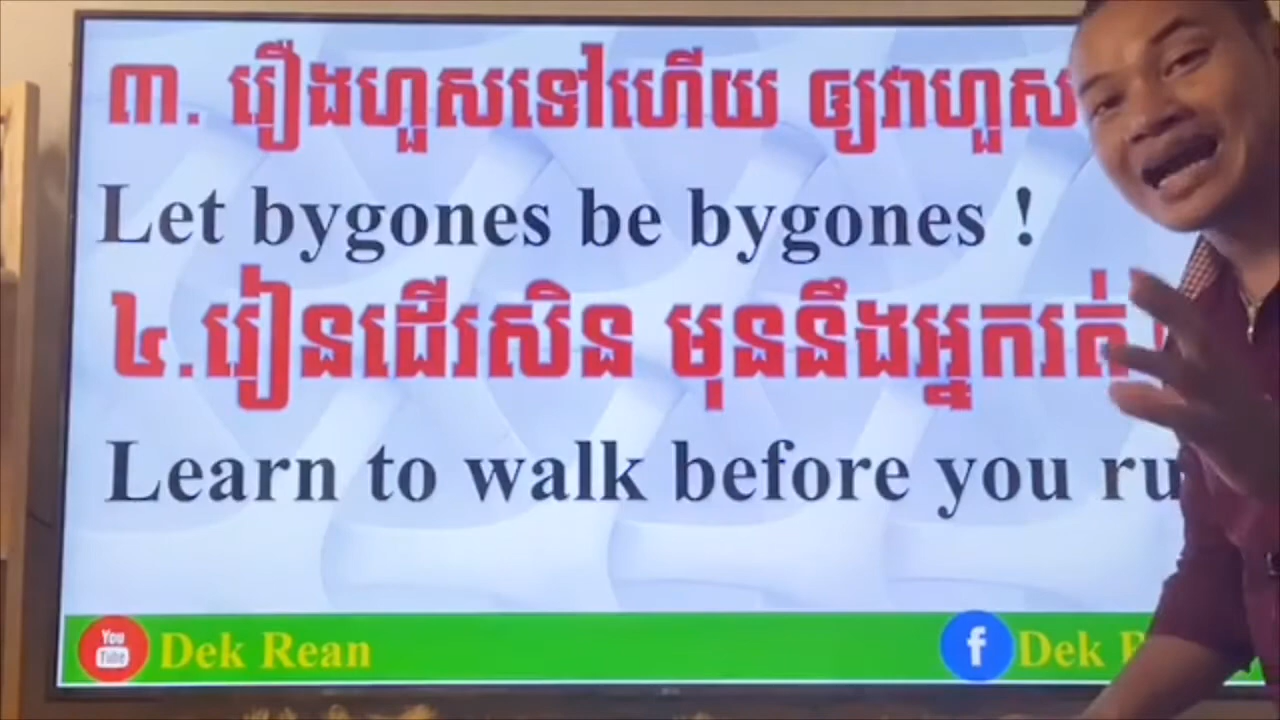 ៣. រឿងហួសទៅហើយ ឲ្យវាហួស
Let bygones be bygones !
៤.រៀនដើរសិន មុននឹងអ្នករត់
Learn to walk before you
You Tube Dek Rean
f Dek